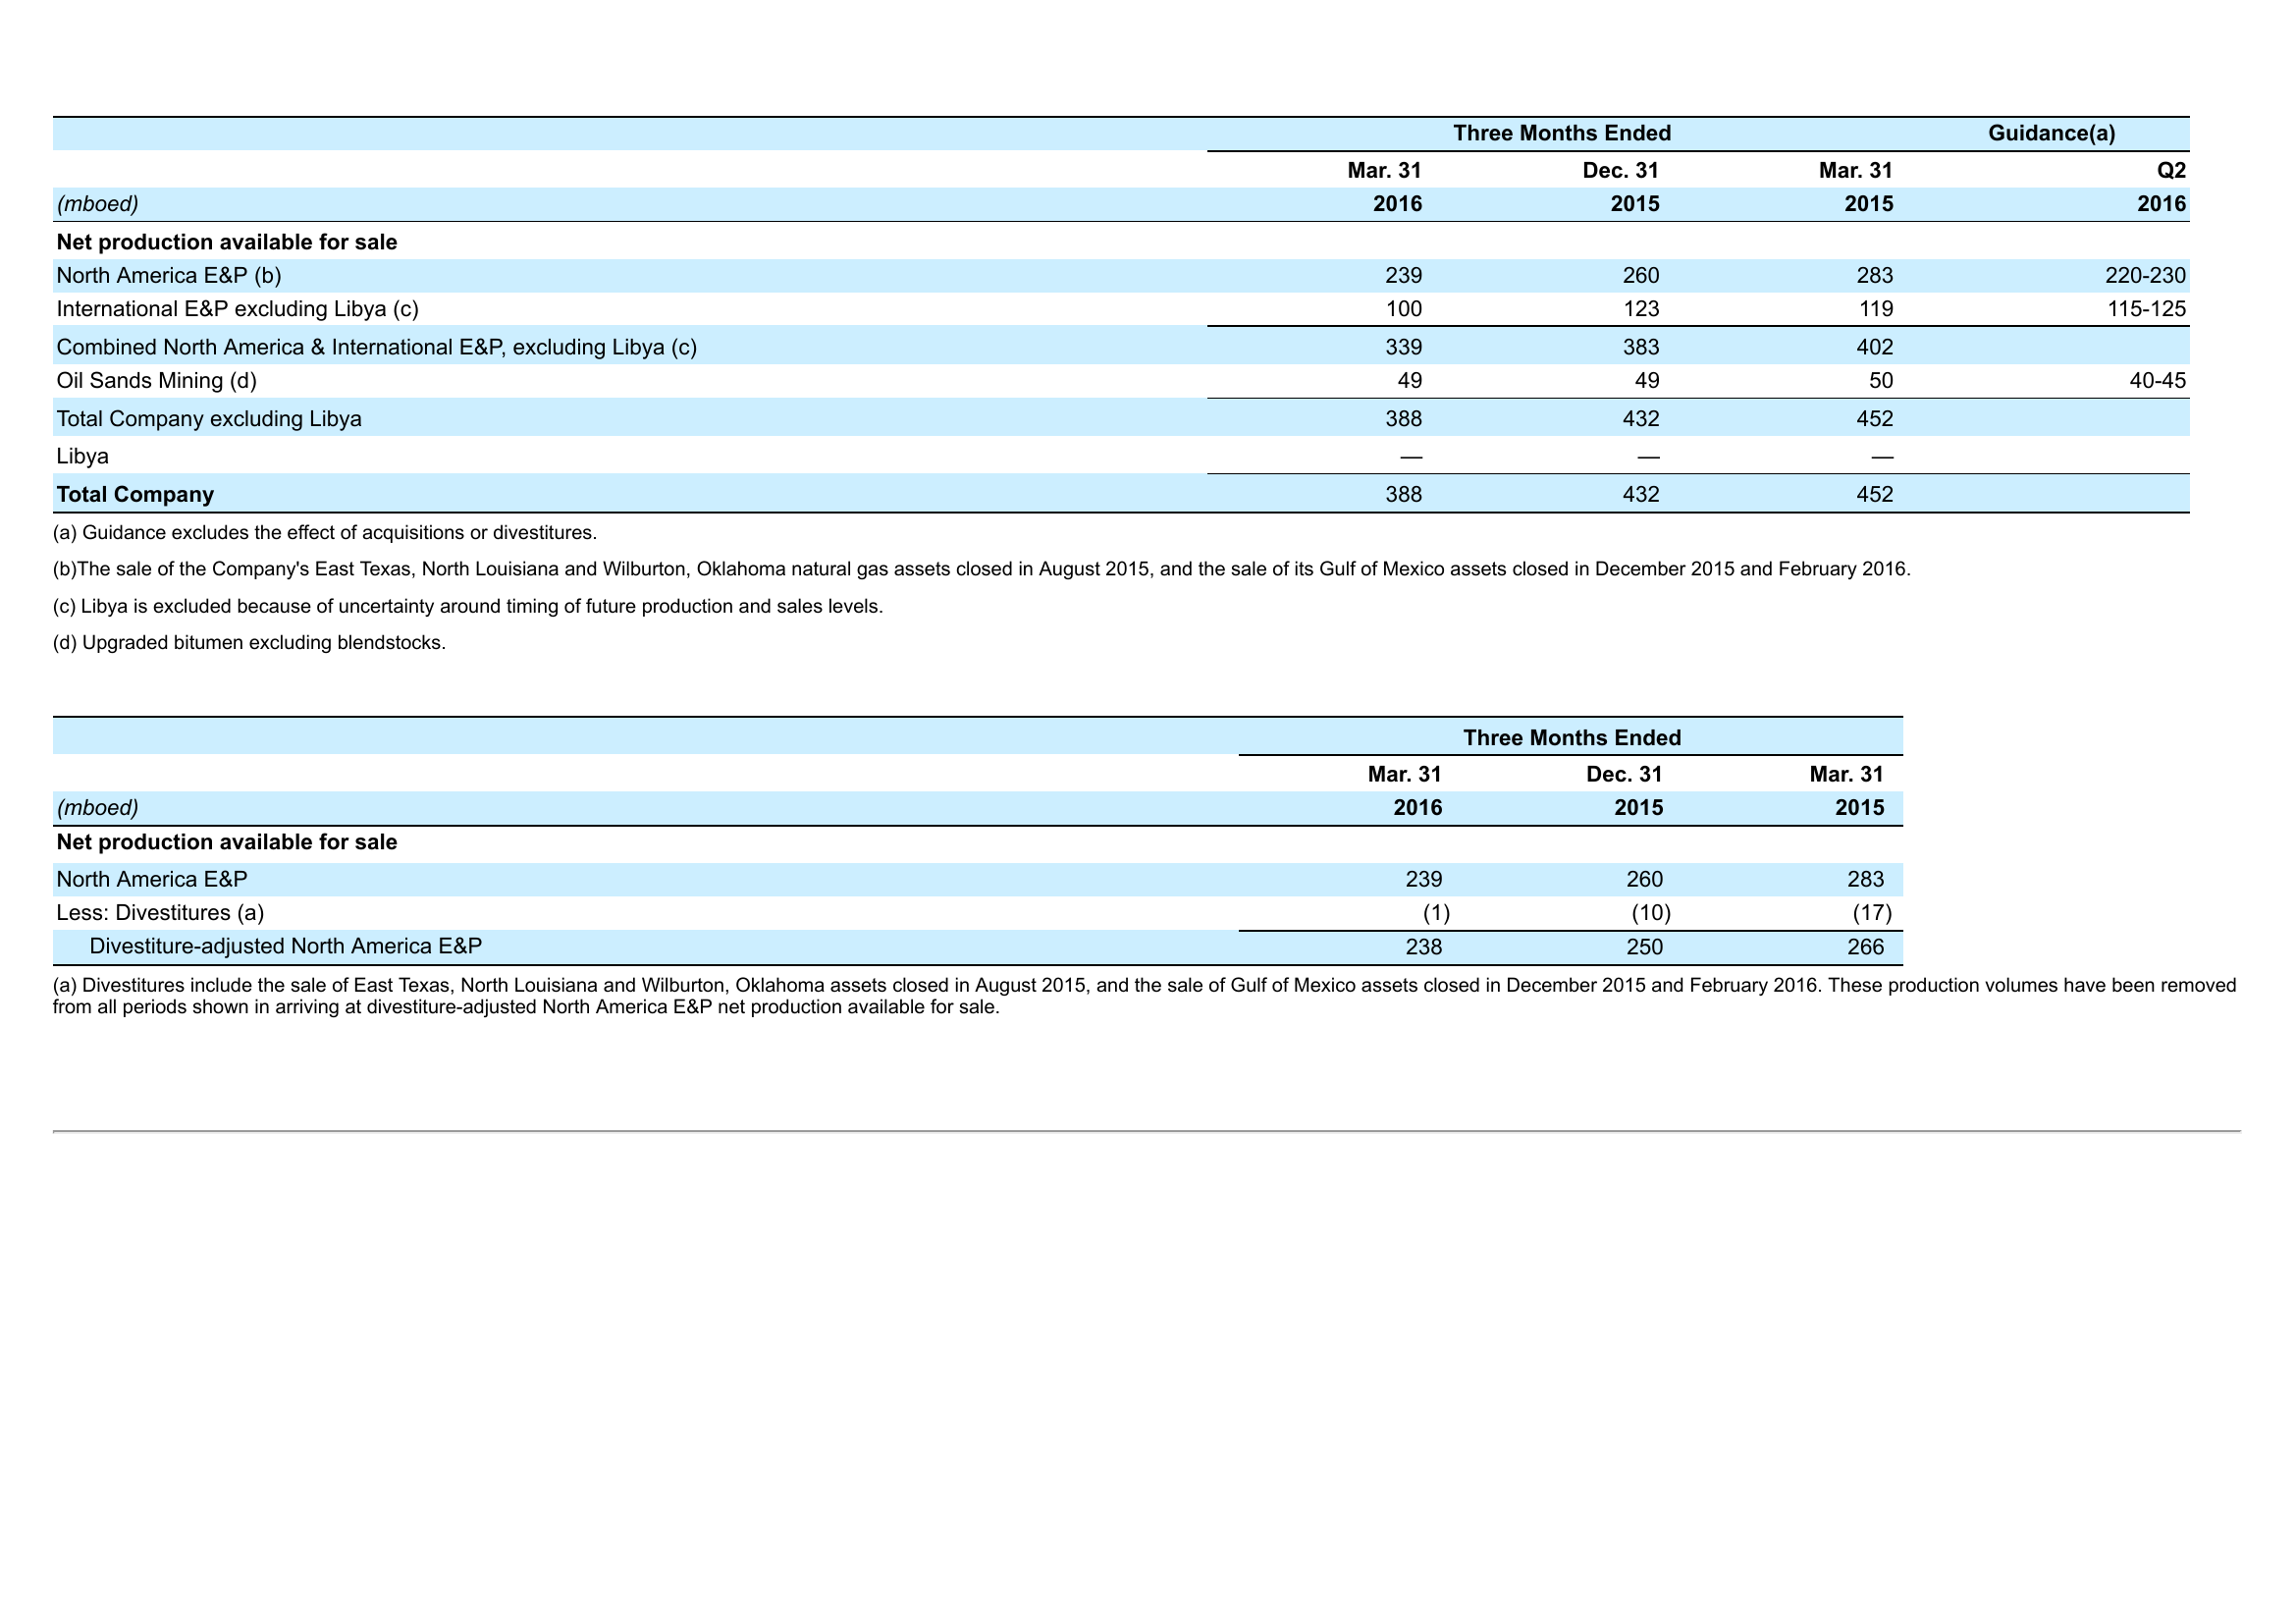 Three Months Ended Guidance(a)
Mar. 31 Dec. 31 Mar. 31 Q2
(mboed) 2016 2015 2015 2016
Net production available for sale
North America E&P (b) 239 260 283 220-230
International E&P excluding Libya (c) 100 123 119 115-125
Combined North America & International E&P, excluding Libya (c) 339 383 402
Oil Sands Mining (d) 49 49 50 40-45
Total Company excluding Libya 388 432 452
Libya — — —
Total Company 388 432 452
(a) Guidance excludes the effect of acquisitions or divestitures.
(b)The sale of the Company's East Texas, North Louisiana and Wilburton, Oklahoma natural gas assets closed in August 2015, and the sale of its Gulf of Mexico assets closed in December 2015 and February 2016.
(c) Libya is excluded because of uncertainty around timing of future production and sales levels.
(d) Upgraded bitumen excluding blendstocks.
Three Months Ended
Mar. 31 Dec. 31 Mar. 31
(mboed) 2016 2015 2015
Net production available for sale
North America E&P 239 260 283
Less: Divestitures (a) (1) (10) (17)
Divestiture-adjusted North America E&P 238 250 266
(a) Divestitures include the sale of East Texas, North Louisiana and Wilburton, Oklahoma assets closed in August 2015, and the sale of Gulf of Mexico assets closed in December 2015 and February 2016. These production volumes have been removed
from all periods shown in arriving at divestiture-adjusted North America E&P net production available for sale.